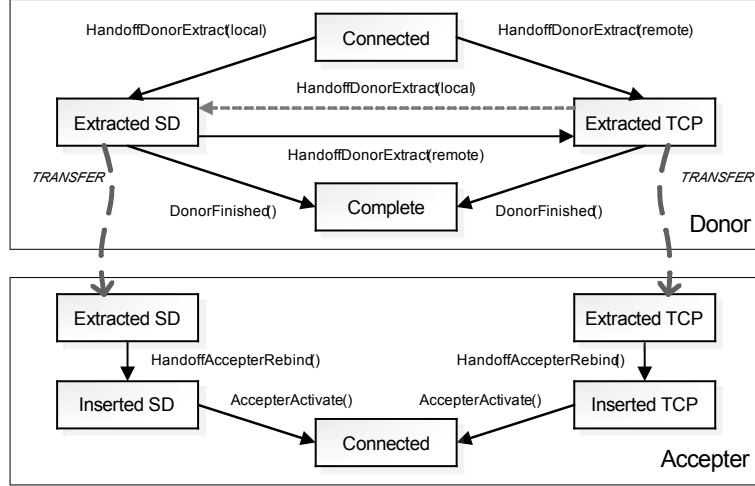 HandoffDonorExtract(local)
Connected
HandoffDonorExtract(remote)
HandoffDonorExtract(local)
Extracted SD
Extracted TCP
HandoffDonorExtract(remote)
TRANSFER
TRANSFER
DonorFinished()
Complete
DonorFinished()
Donor
Extracted SD
Extracted TCP
HandoffAccepterRebind()
HandoffAccepterRebind()
Inserted SD
AccepterActivate()
AccepterActivate()
Inserted TCP
Connected
Accepter